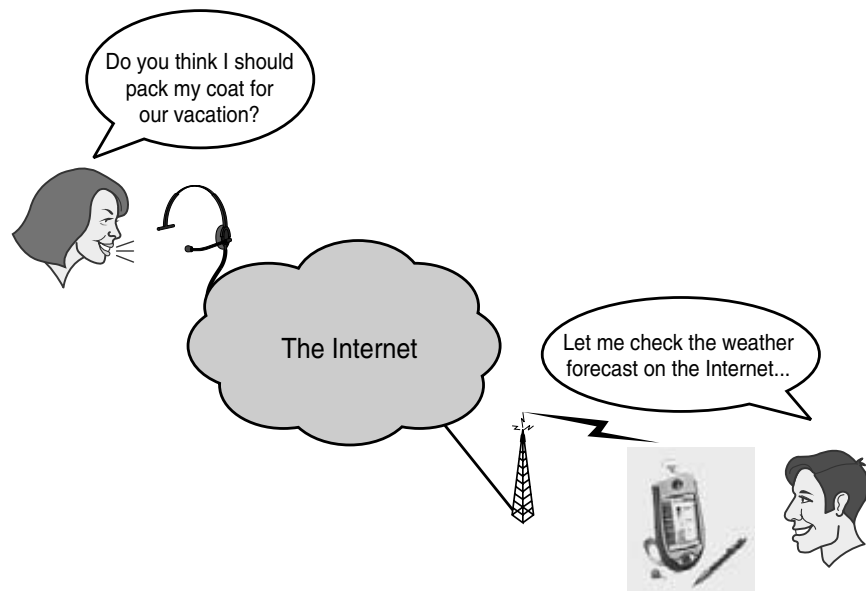 Do you think I should
pack my coat for
our vacation?
The Internet
Let me check the weather
forecast on the Internet...